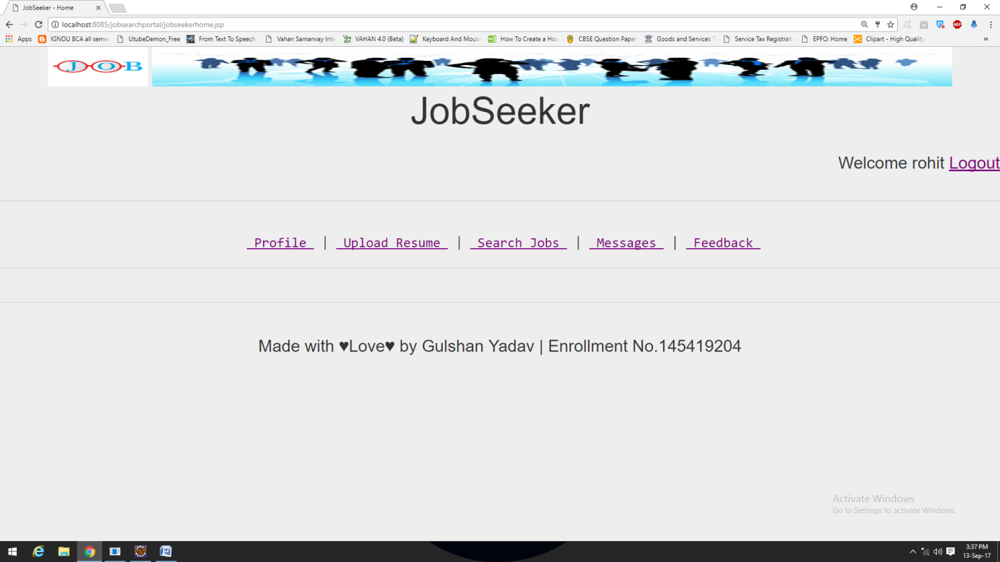 JobSeeker - Home
localhost:8085/jobsearchportal/jobseekerhome.jsp
Apps IGNOU BCA all semes UtubeDemon_Free From Text To Speech Vahan Samanvay Inte VAHAN 4.0 (Beta) Keyboard And Mouse How To Create a Hov CBSE Question Paper Goods and Services T Service Tax Registrati EPFO: Home Clipart - High Quality »
JOB
JobSeeker
Welcome rohit Logout
Profile | Upload Resume | Search Jobs | Messages | Feedback
Made with ♥Love♥ by Gulshan Yadav | Enrollment No.145419204
Activate Windows
Go to Settings to activate Windows.
3:37 PM
13-Sep-17